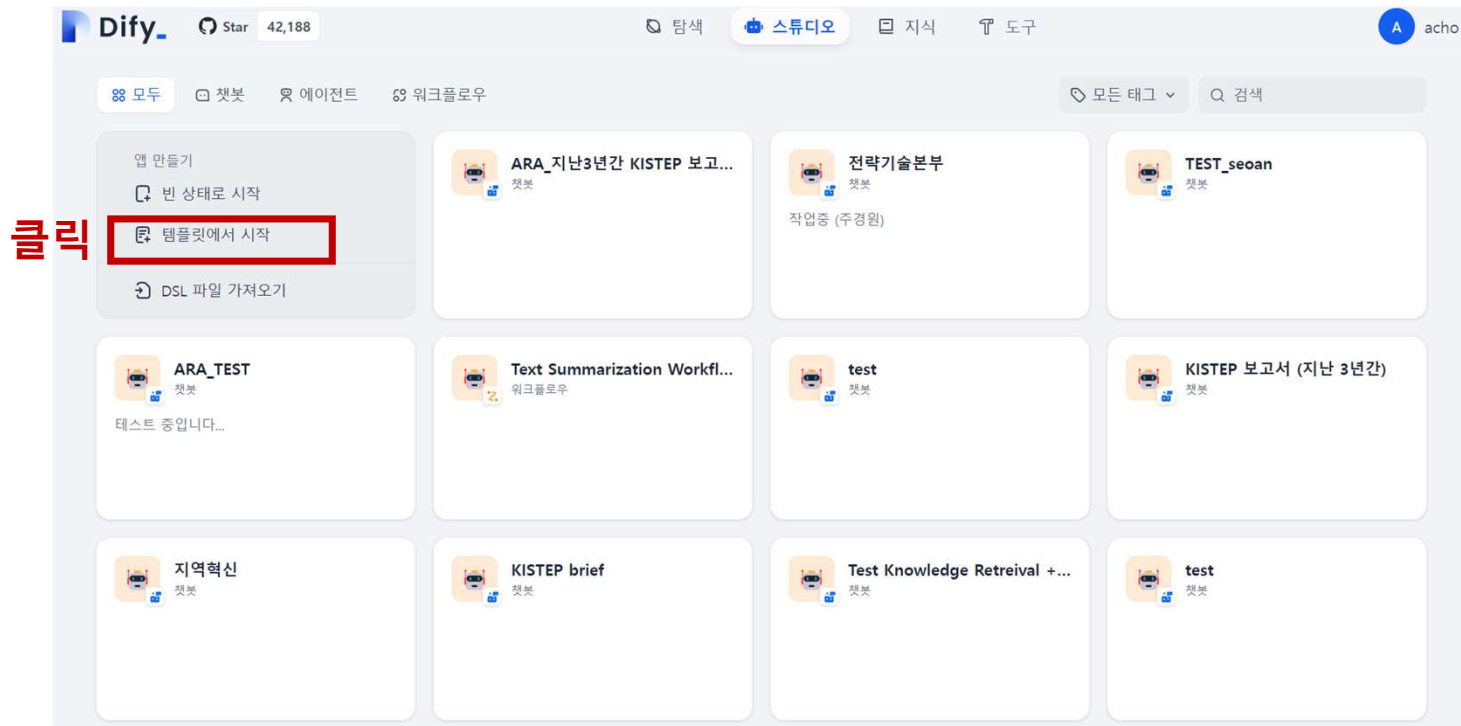 Dify_
Star 42,188
탐색
스튜디오
지식
도구
A
acho
모두
챗봇
에이전트
워크플로우
모든 태그
검색
앱 만들기
빈 상태로 시작
클릭
템플릿에서 시작
DSL 파일 가져오기
ARA_지난3년간 KISTEP 보고...
챗봇
전략기술본부
챗봇
작업중 (주경원)
TEST_seoan
챗봇
ARA_TEST
챗봇
테스트 중입니다...
Text Summarization Workfl...
워크플로우
test
챗봇
KISTEP 보고서 (지난 3년간)
챗봇
지역혁신
챗봇
KISTEP brief
챗봇
Test Knowledge Retreival +...
챗봇
test
챗봇